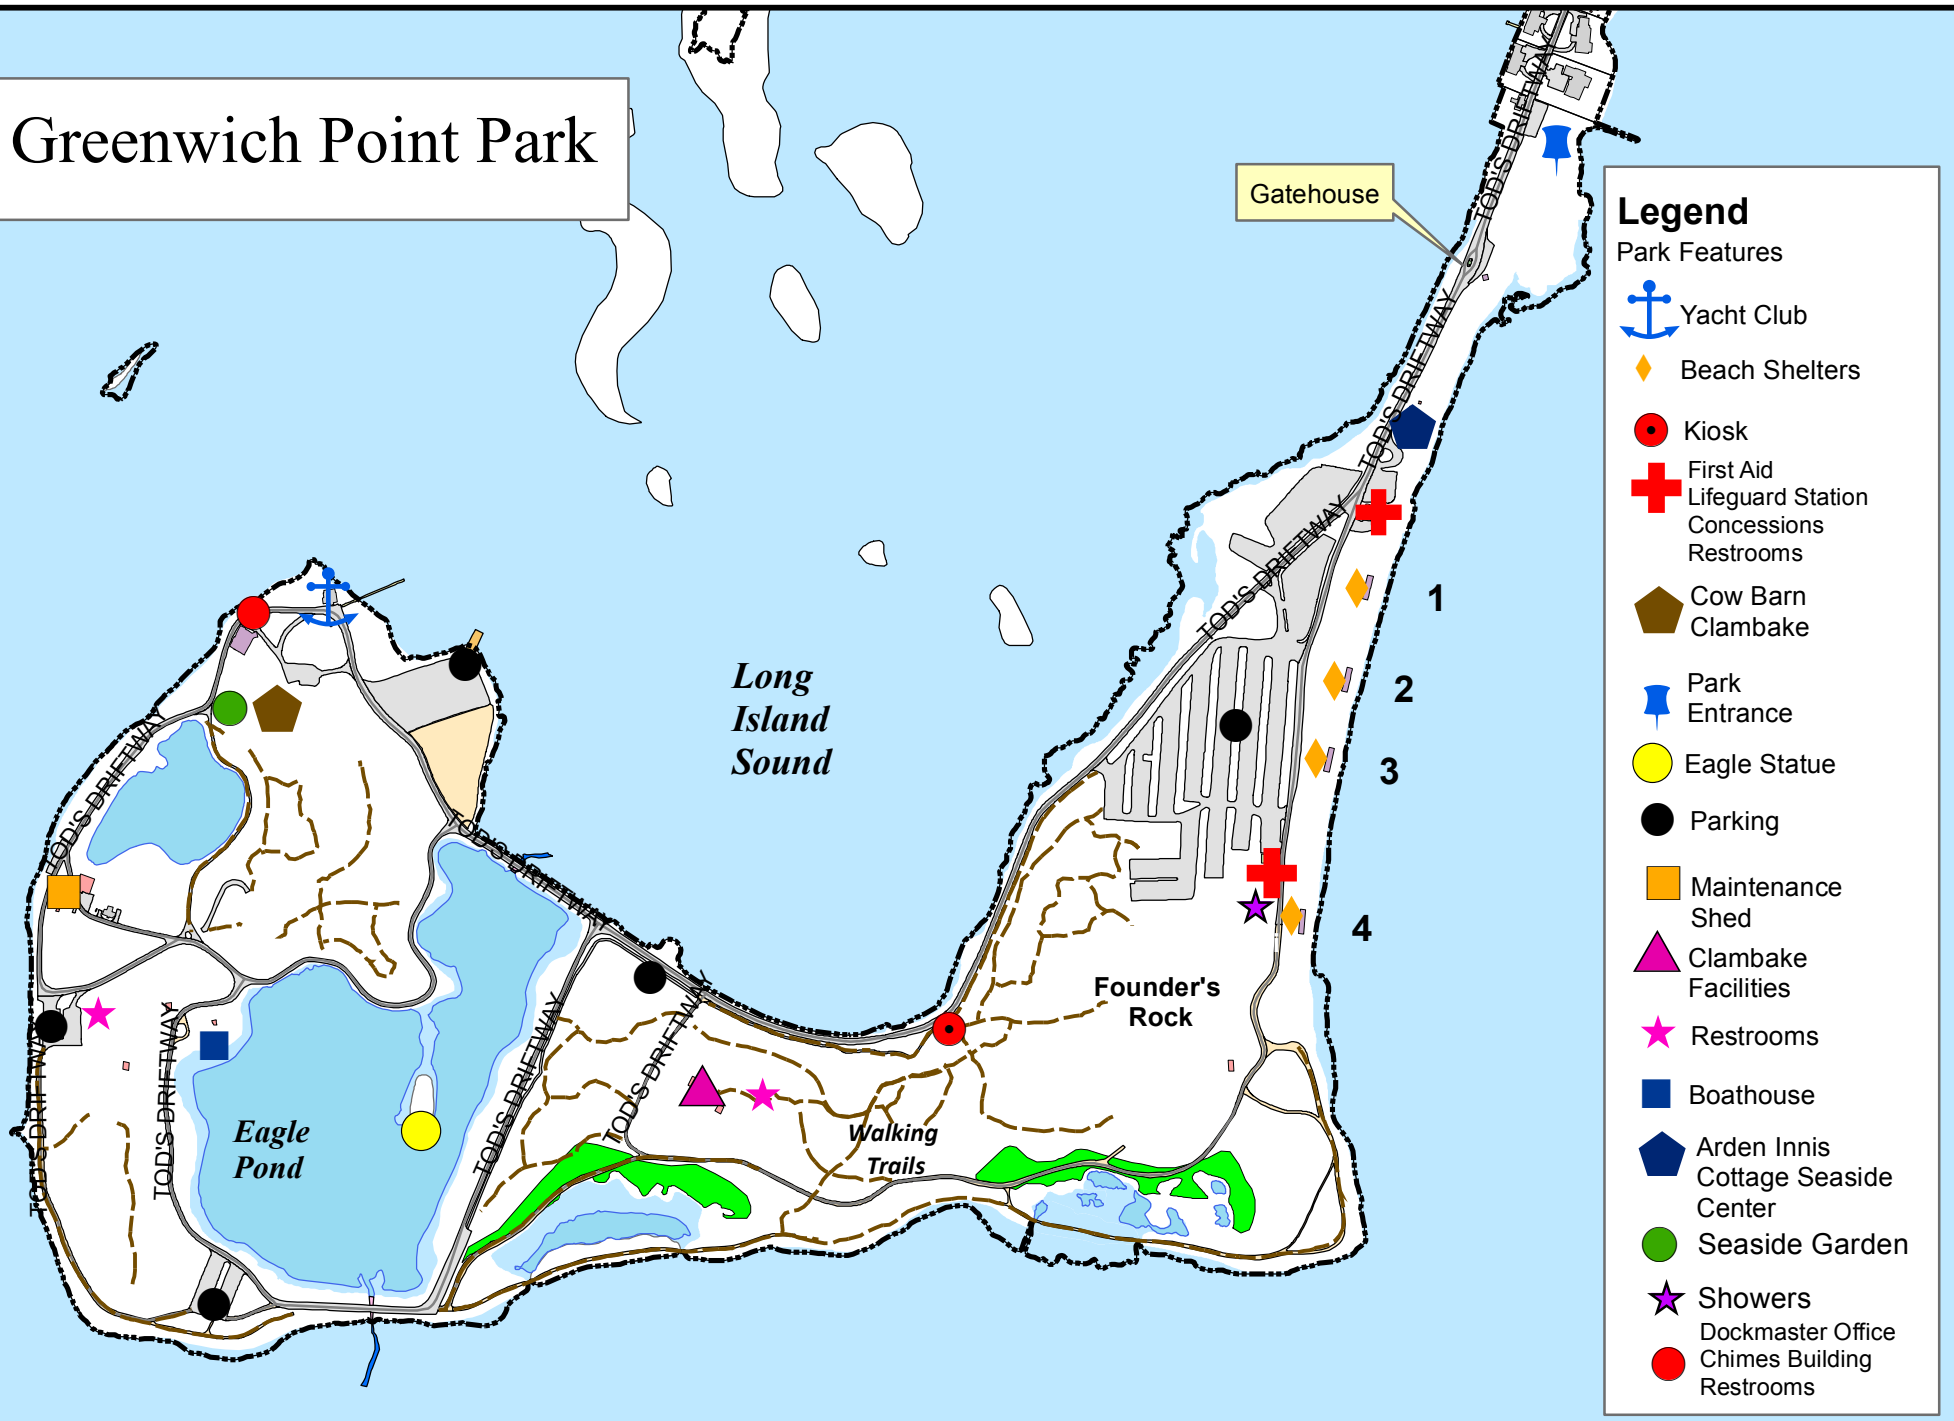 Greenwich Point Park
TOD'S DRIFTWAY
TOD'S DRIFTWAY
Gatehouse
TOD'S DRIFTWAY
TOD'S DRIFTWAY
1
2
3
4
Long
Island
Sound
TOD'S DRIFTWAY
TOD'S DRIFTWAY
TOD'S DRIFTWAY
TOD'S DRIFTWAY
TOD'S DRIFTWAY
TOD'S DRIFTWAY
Founder's
Rock
Eagle
Pond
Walking
Trails
Legend
Park Features
Yacht Club
Beach Shelters
Kiosk
First Aid
Lifeguard Station
Concessions
Restrooms
Cow Barn
Clambake
Park
Entrance
Eagle Statue
Parking
Maintenance
Shed
Clambake
Facilities
Restrooms
Boathouse
Arden Innis
Cottage Seaside
Center
Seaside Garden
Showers
Dockmaster Office
Chimes Building
Restrooms